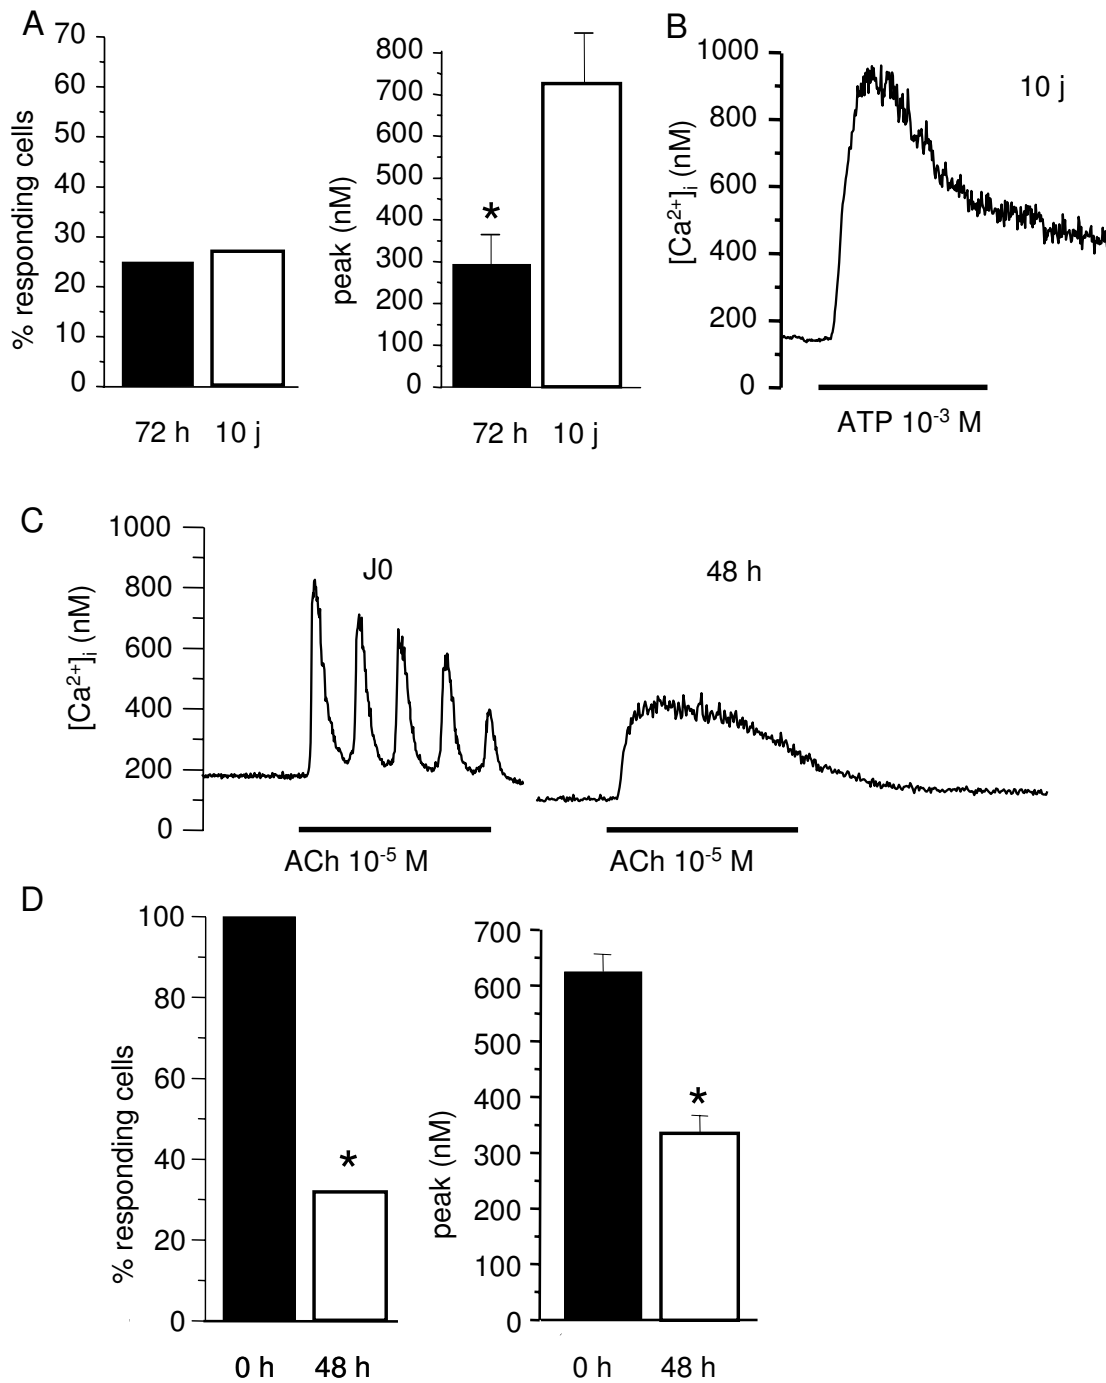 A
70
60
50
40
30
20
10
0
% responding cells
72 h 10 j
800
700
600
500
400
300
200
100
0
peak (nM)
*
72 h 10 j
B
1000
800
600
400
200
0
[Ca²⁺]ᵢ (nM)
10 j
ATP 10⁻³ M
C
1000
800
600
400
200
0
[Ca²⁺]ᵢ (nM)
J0
48 h
ACh 10⁻⁵ M
ACh 10⁻⁵ M
D
100
80
60
40
20
0
% responding cells
*
0 h 48 h
700
600
500
400
300
200
100
0
peak (nM)
*
0 h 48 h